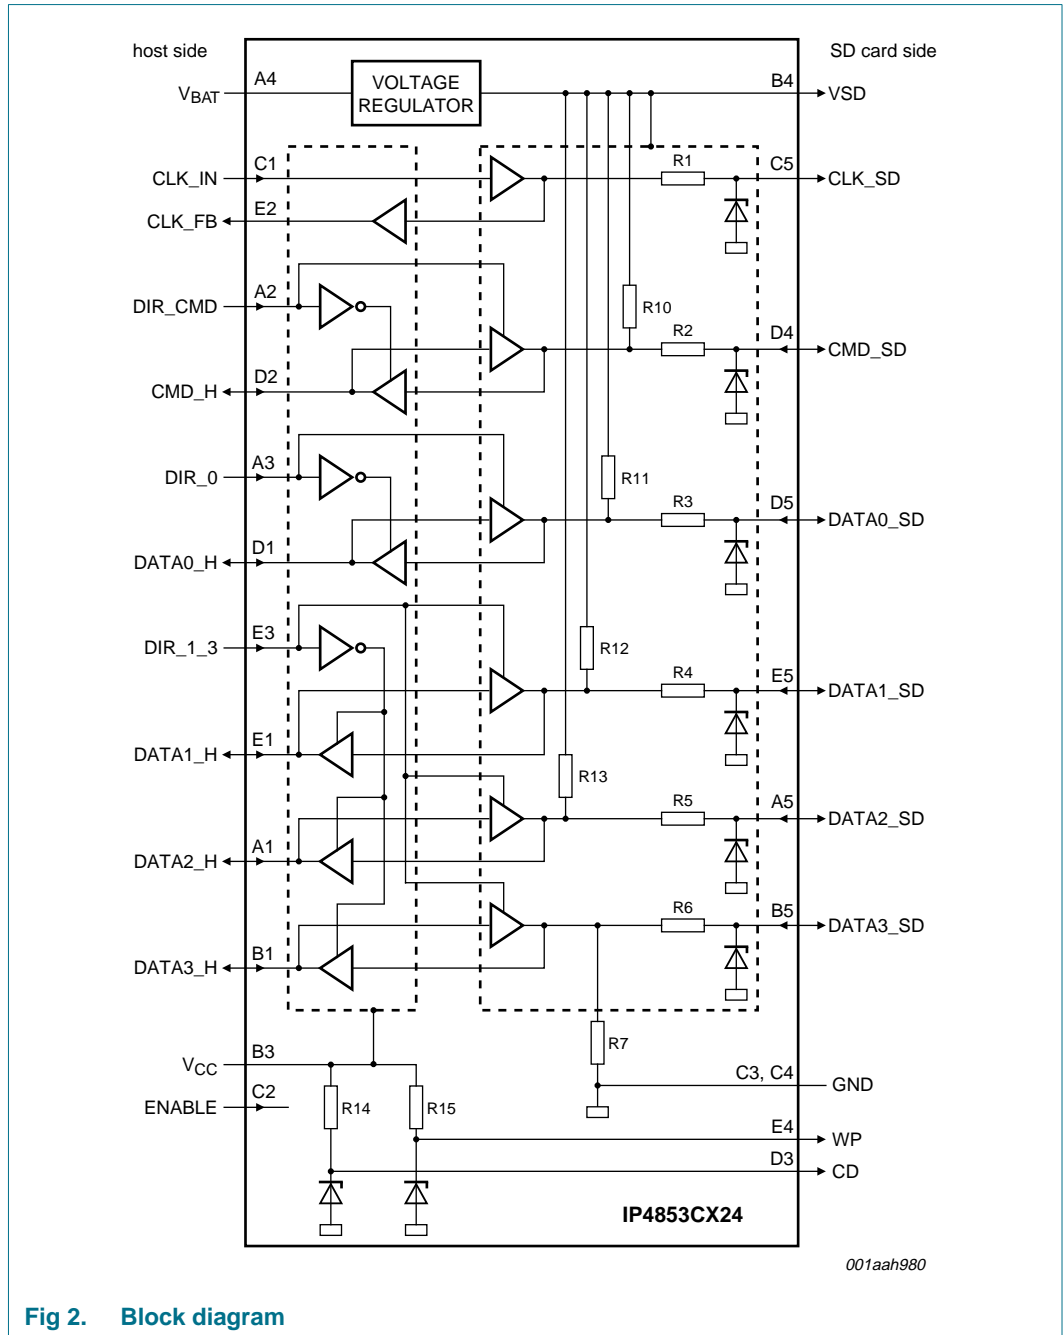 host side
SD card side
A4
VOLTAGE
REGULATOR
B4
VBAT
VSD
C1
R1
C5
CLK_IN
CLK_SD
E2
CLK_FB
A2
DIR_CMD
R10
R2
D4
CMD_SD
D2
CMD_H
A3
DIR_0
R11
R3
D5
DATA0_SD
D1
DATA0_H
E3
DIR_1_3
R12
R4
E5
DATA1_SD
E1
DATA1_H
R13
R5
A5
DATA2_SD
A1
DATA2_H
R6
B5
DATA3_SD
B1
DATA3_H
R7
B3
VCC
C3, C4
GND
C2
ENABLE
R14
R15
E4
WP
D3
CD
IP4853CX24
001aah980
Fig 2. Block diagram